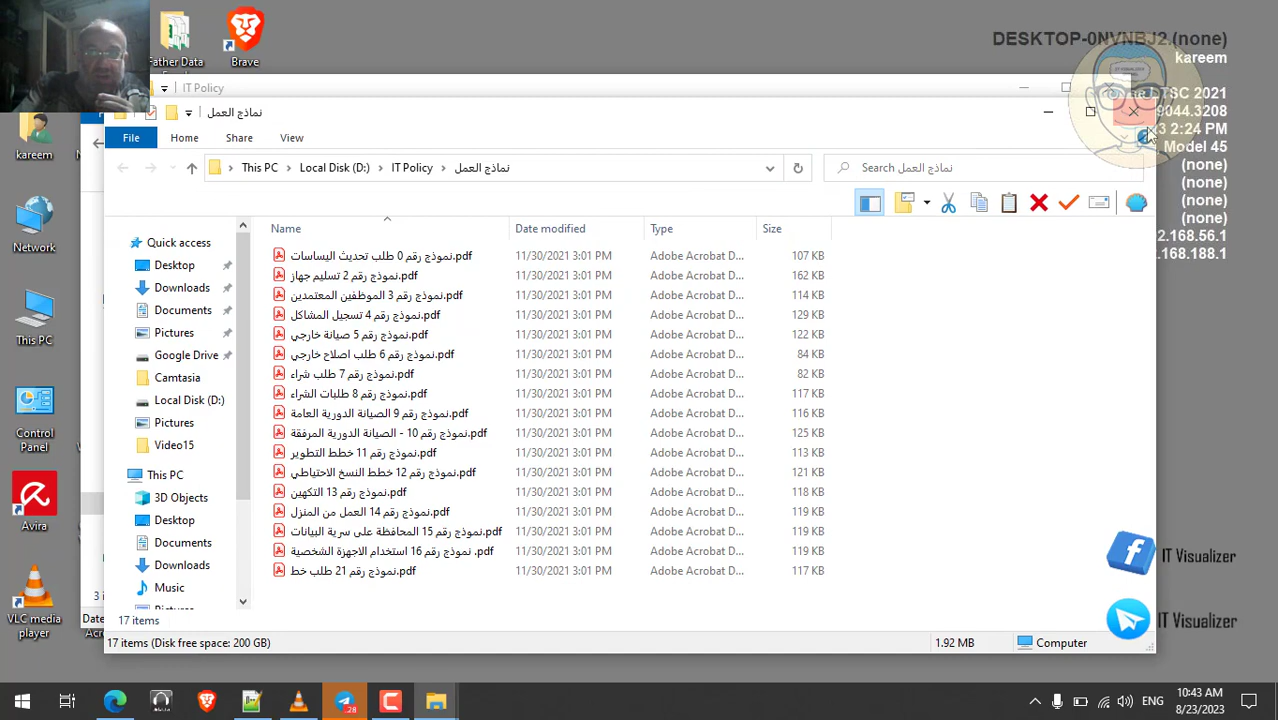 DESKTOP-0NVNBJ2.(none)
kareem
LTSC 2021
9044.3208
3 2:24 PM
Model 45
(none)
(none)
(none)
(none)
2.168.56.1
2.168.188.1
Father Data
Brave
kareem
Network
This PC
Control Panel
Avira
VLC media player
IT Policy
نماذج العمل
File
Home
Share
View
This PC > Local Disk (D:) > IT Policy > نماذج العمل
Search نماذج العمل
Quick access
Desktop
Downloads
Documents
Pictures
Google Drive
Camtasia
Local Disk (D:)
Pictures
Video15
This PC
3D Objects
Desktop
Documents
Downloads
Music
Name Date modified Type Size
نموذج رقم 0 طلب تحديث اليساسات.pdf 11/30/2021 3:01 PM Adobe Acrobat D... 107 KB
نموذج رقم 2 تسليم جهاز.pdf 11/30/2021 3:01 PM Adobe Acrobat D... 162 KB
نموذج رقم 3 الموظفين المعتمدين.pdf 11/30/2021 3:01 PM Adobe Acrobat D... 114 KB
نموذج رقم 4 تسجيل المشاكل.pdf 11/30/2021 3:01 PM Adobe Acrobat D... 129 KB
نموذج رقم 5 صيانة خارجي.pdf 11/30/2021 3:01 PM Adobe Acrobat D... 334 KB
نموذج رقم 6 طلب اصلاح خارجي.pdf 11/30/2021 3:01 PM Adobe Acrobat D... 84 KB
نموذج رقم 7 طلب شراء.pdf 11/30/2021 3:01 PM Adobe Acrobat D... 82 KB
نموذج رقم 8 طلبات الشراء.pdf 11/30/2021 3:01 PM Adobe Acrobat D... 117 KB
نموذج رقم 9 الصيانة الدورية العامة.pdf 11/30/2021 3:01 PM Adobe Acrobat D... 116 KB
نموذج رقم 10 - الصيانة الدورية المرفقة.pdf 11/30/2021 3:01 PM Adobe Acrobat D... 125 KB
نموذج رقم 11 خطط التطوير.pdf 11/30/2021 3:01 PM Adobe Acrobat D... 113 KB
نموذج رقم 12 خطط النسخ الاحتياطي.pdf 11/30/2021 3:01 PM Adobe Acrobat D... 121 KB
نموذج رقم 13 التكهين.pdf 11/30/2021 3:01 PM Adobe Acrobat D... 118 KB
نموذج رقم 14 العمل من المنزل.pdf 11/30/2021 3:01 PM Adobe Acrobat D... 119 KB
نموذج رقم 15 المحافظة على سرية البيانات.pdf 11/30/2021 3:01 PM Adobe Acrobat D... 119 KB
نموذج رقم 16 استخدام الاجهزة الشخصية.pdf 11/30/2021 3:01 PM Adobe Acrobat D... 119 KB
نموذج رقم 21 طلب خط.pdf 11/30/2021 3:01 PM Adobe Acrobat D... 117 KB
17 items
17 items (Disk free space: 200 GB)
1.92 MB
Computer
IT Visualizer
IT Visualizer
28
ENG
10:43 AM
8/23/2023